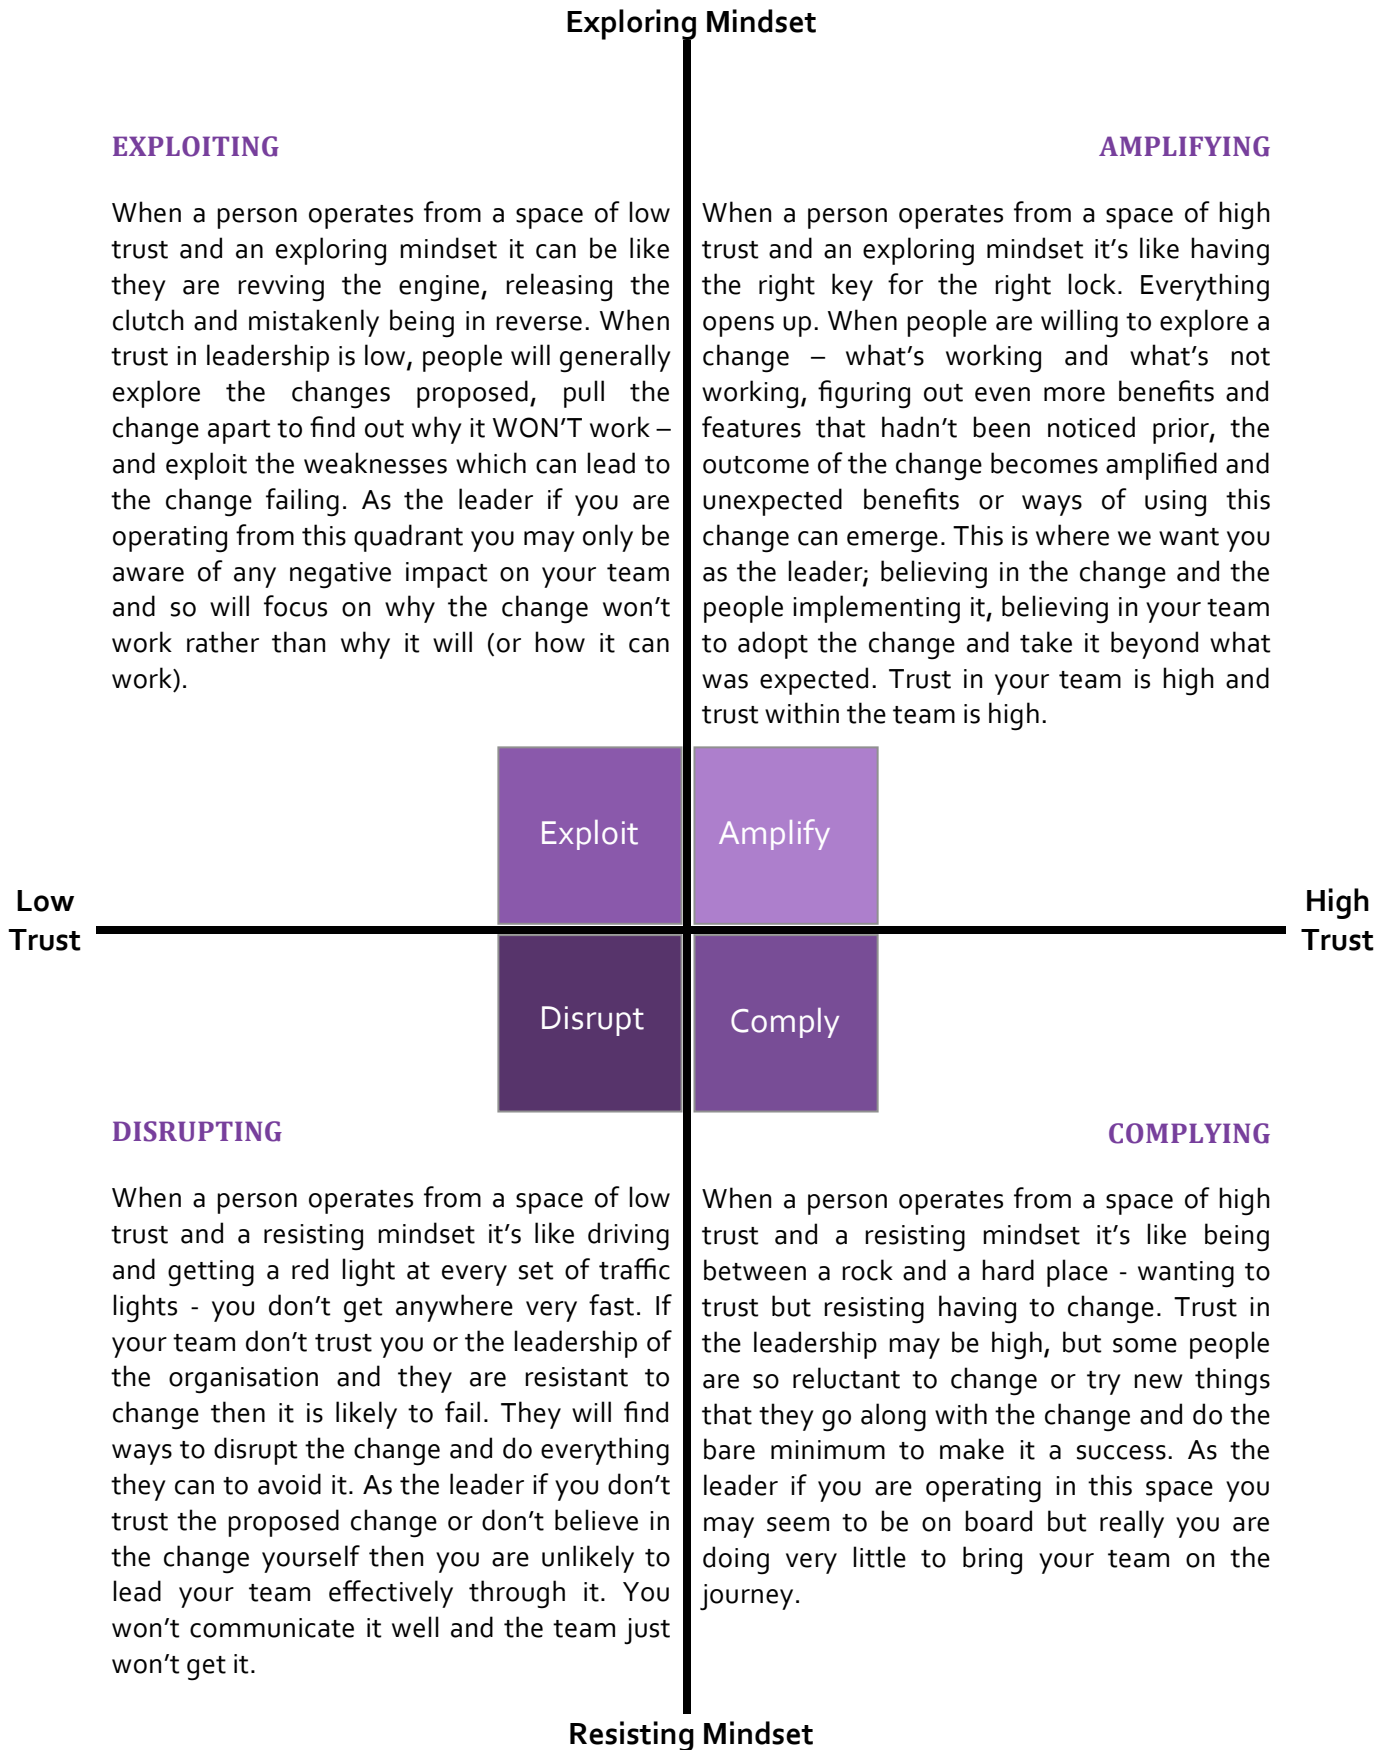 Exploring Mindset
EXPLOITING
When a person operates from a space of low
trust and an exploring mindset it can be like
they are revving the engine, releasing the
clutch and mistakenly being in reverse. When
trust in leadership is low, people will generally
explore the changes proposed, pull the
change apart to find out why it WON'T work –
and exploit the weaknesses which can lead to
the change failing. As the leader if you are
operating from this quadrant you may only be
aware of any negative impact on your team
and so will focus on why the change won't
work rather than why it will (or how it can
work).
AMPLIFYING
When a person operates from a space of high
trust and an exploring mindset it's like having
the right key for the right lock. Everything
opens up. When people are willing to explore a
change – what's working and what's not
working, figuring out even more benefits and
features that hadn't been noticed prior, the
outcome of the change becomes amplified and
unexpected benefits or ways of using this
change can emerge. This is where we want you
as the leader; believing in the change and the
people implementing it, believing in your team
to adopt the change and take it beyond what
was expected. Trust in your team is high and
trust within the team is high.
Exploit
Amplify
Low
Trust
High
Trust
Disrupt
Comply
DISRUPTING
When a person operates from a space of low
trust and a resisting mindset it's like driving
and getting a red light at every set of traffic
lights - you don't get anywhere very fast. If
your team don't trust you or the leadership of
the organisation and they are resistant to
change then it is likely to fail. They will find
ways to disrupt the change and do everything
they can to avoid it. As the leader if you don't
trust the proposed change or don't believe in
the change yourself then you are unlikely to
lead your team effectively through it. You
won't communicate it well and the team just
won't get it.
COMPLYING
When a person operates from a space of high
trust and a resisting mindset it's like being
between a rock and a hard place - wanting to
trust but resisting having to change. Trust in
the leadership may be high, but some people
are so reluctant to change or try new things
that they go along with the change and do the
bare minimum to make it a success. As the
leader if you are operating in this space you
may seem to be on board but really you are
doing very little to bring your team on the
journey.
Resisting Mindset